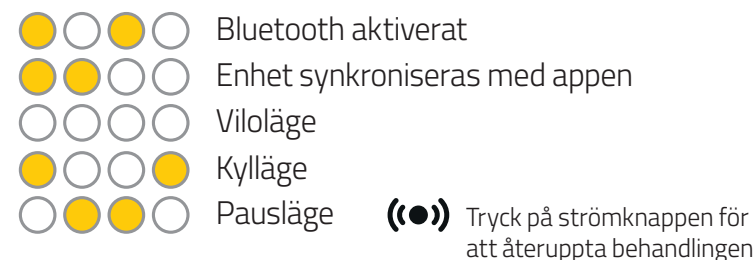 Bluetooth aktiverat
Enhet synkroniseras med appen
Viloläge
Kylläge
Pausläge
Tryck på strömknappen för
att återuppta behandlingen